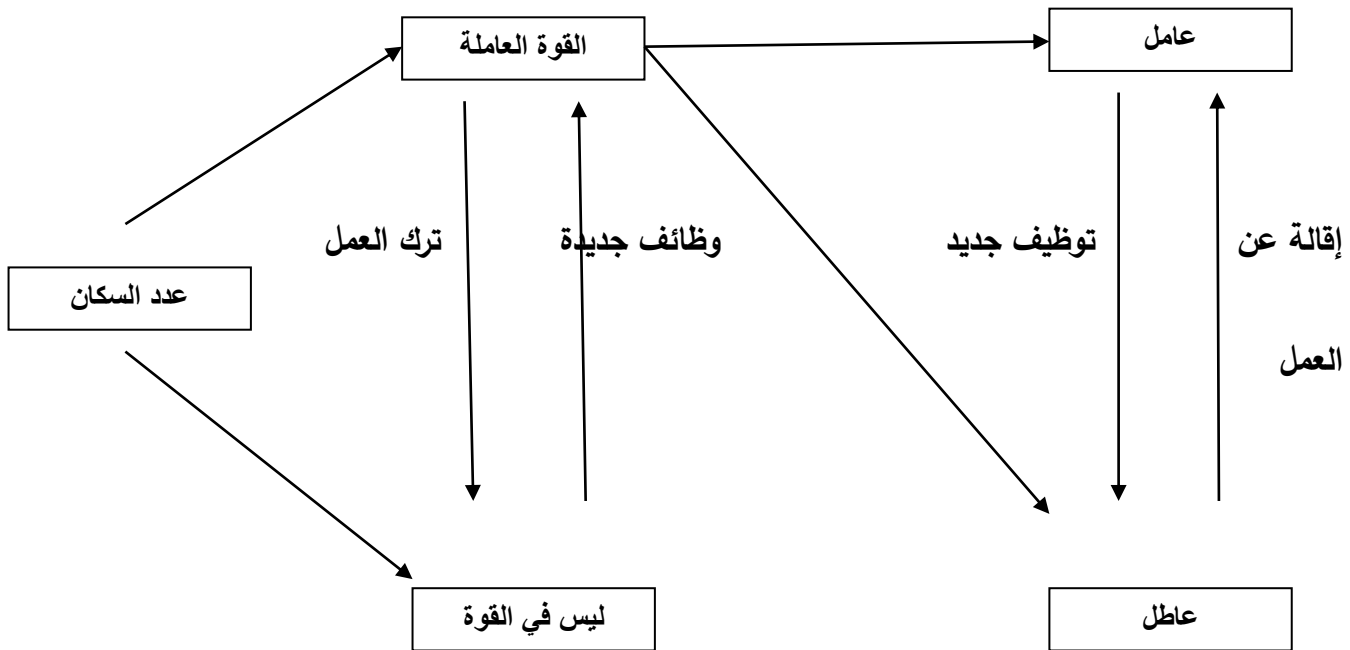 القوة العاملة
عامل
ترك العمل
وظائف جديدة
توظيف جديد
إقالة عن
العمل
عدد السكان
ليس في القوة
عاطل